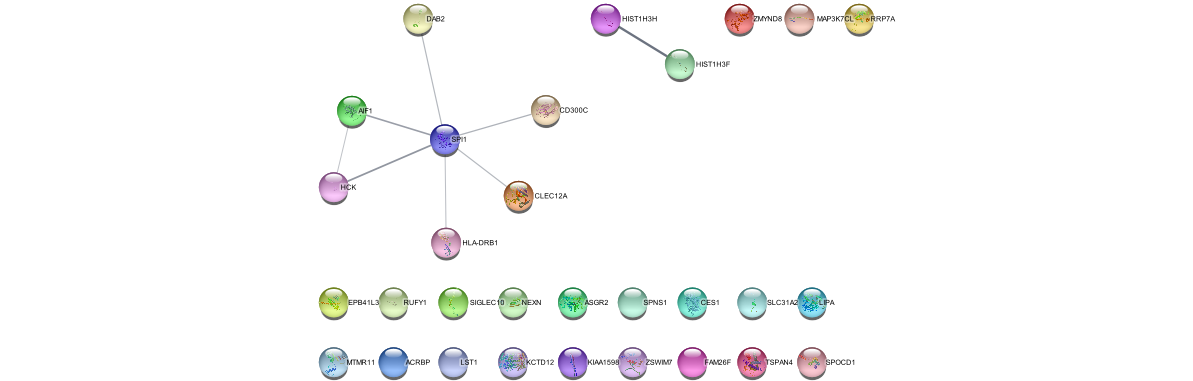 DAB2
HIST1H3H
ZMYND8
MAP3K7CL
RRP7A
HIST1H3F
AIF1
CD300C
SPI1
HCK
CLEC12A
HLA-DRB1
EPB41L3
RUFY1
SIGLEC10
NEXN
ASGR2
SPNS1
CES1
SLC31A2
LIPA
MTMR11
ACRBP
LST1
KCTD12
KIAA1598
ZSWIM7
FAM26F
TSPAN4
SPOCD1